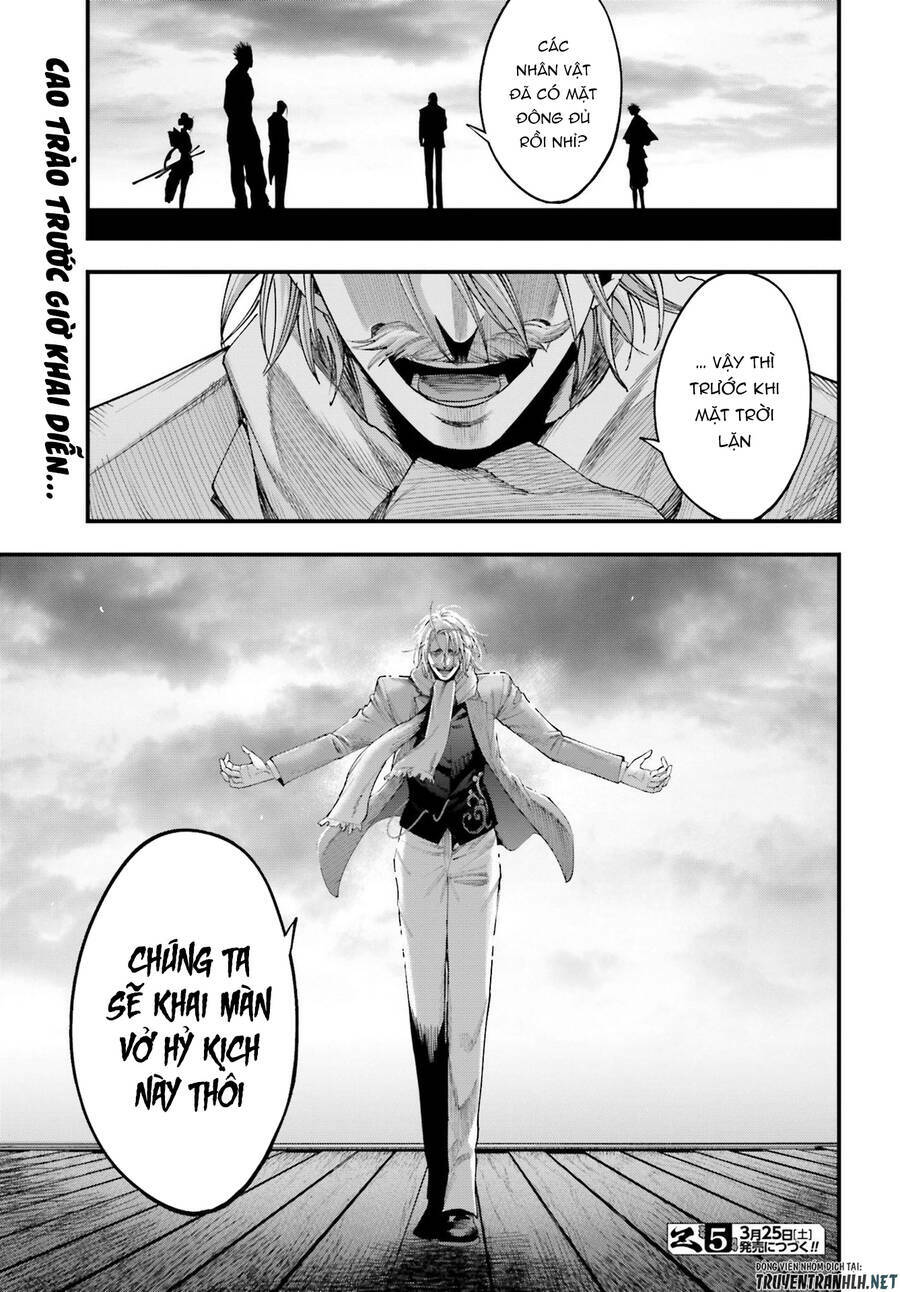 CÁC
NHÂN VẬT
ĐÃ CÓ MẶT
ĐÔNG ĐỦ
RỒI NHỈ?
CAO TRÀO TRƯỚC GIỜ KHAI DIỄN...
... VẬY THÌ
TRƯỚC KHI
MẶT TRỜI
LẶN
CHÚNG TA
SẼ KHAI MÀN
VỞ HỶ KỊCH
NÀY THÔI
5
3月25日[土]
発売につづく!!
ĐỘNG VIÊN NHÓM DỊCH TẠI:
TRUYENTRANHLH.NET